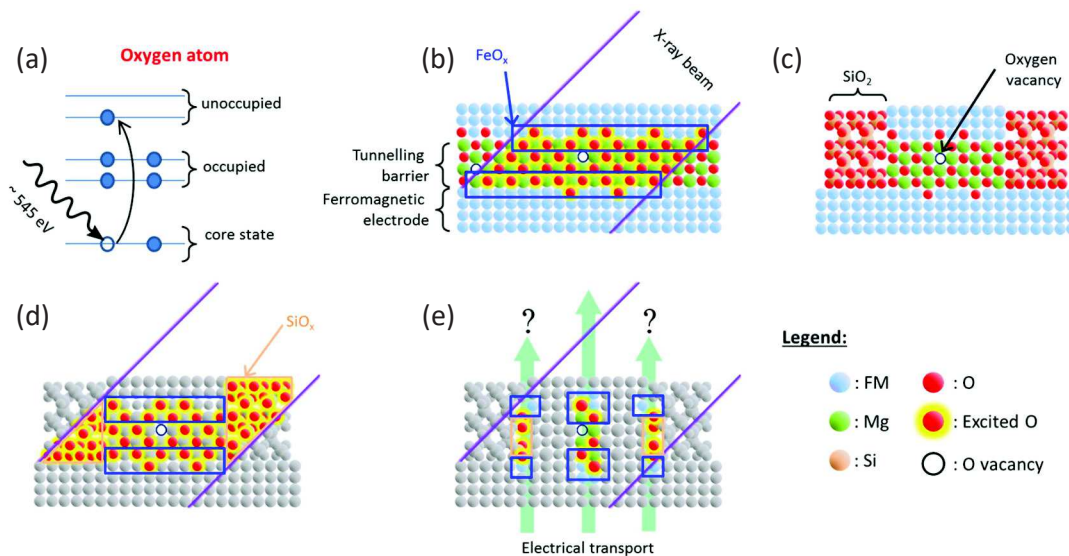 (a)
Oxygen atom
unoccupied
occupied
core state
~ 545 eV
(b)
FeOx
X-ray beam
Tunnelling
barrier
Ferromagnetic
electrode
(c)
SiO2
Oxygen
vacancy
(d)
SiOx
(e)
?
?
Electrical transport
Legend:
: FM
: O
: Mg
: Excited O
: Si
: O vacancy